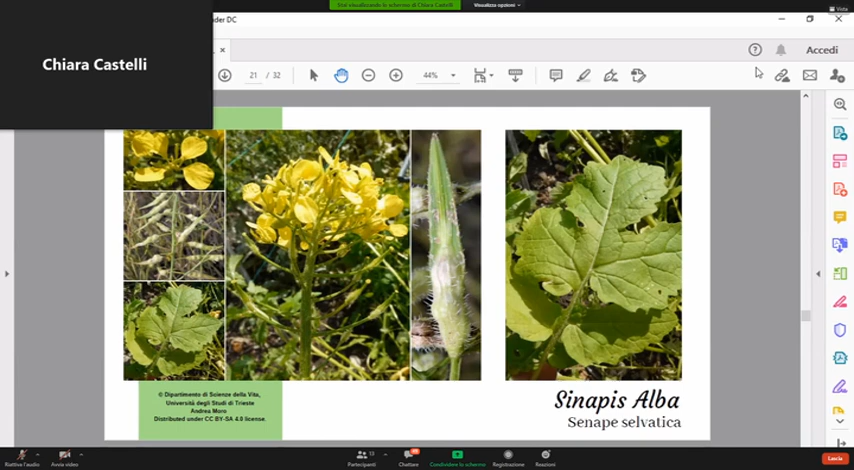 Stai visualizzando lo schermo di Chiara Castelli
Visualizza opzioni
Vista
der DC
Chiara Castelli
Accedi
21 / 32
44%
© Dipartimento di Scienze della Vita,
Università degli Studi di Trieste
Andrea Moro
Distributed under CC BY-SA 4.0 license.
Sinapis Alba
Senape selvatica
Riattiva l'audio
Avvia video
Partecipanti
13
Chattare
Condividere lo schermo
Registrazione
Reazioni
Lascia